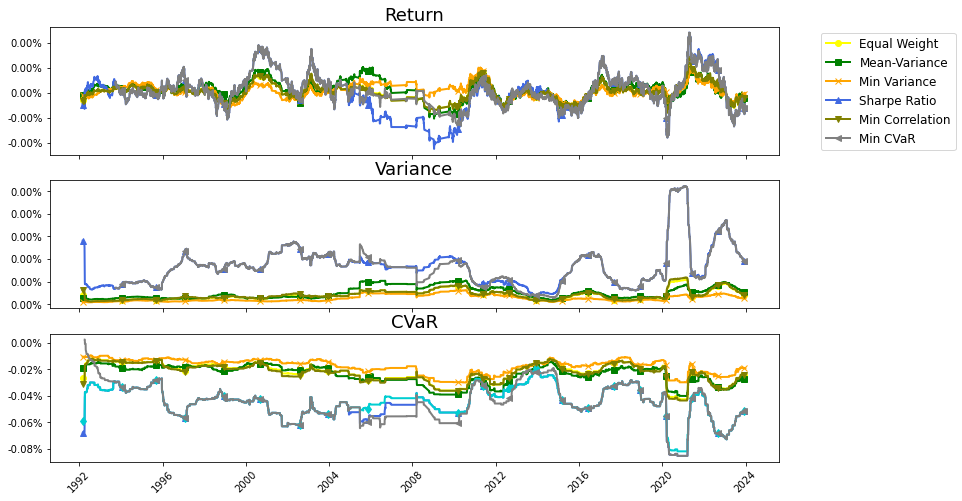 Return
0.00%
0.00%
0.00%
-0.00%
-0.00%
Equal Weight
Mean-Variance
Min Variance
Sharpe Ratio
Min Correlation
Min CVaR
Variance
0.00%
0.00%
0.00%
0.00%
0.00%
0.00%
CVaR
0.00%
-0.02%
-0.04%
-0.06%
-0.08%
1992
1996
2000
2004
2008
2012
2016
2020
2024